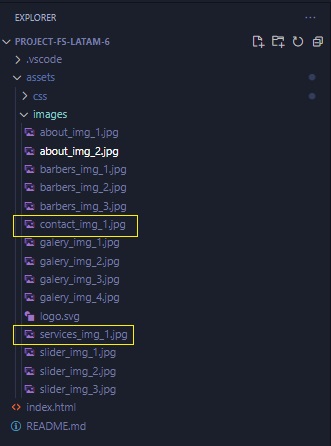 EXPLORER
PROJECT-F5-LATAM-6
.vscode
assets
css
images
about_img_1.jpg
about_img_2.jpg
barbers_img_1.jpg
barbers_img_2.jpg
barbers_img_3.jpg
contact_img_1.jpg
galery_img_1.jpg
galery_img_2.jpg
galery_img_3.jpg
galery_img_4.jpg
logo.svg
services_img_1.jpg
slider_img_1.jpg
slider_img_2.jpg
slider_img_3.jpg
index.html
README.md